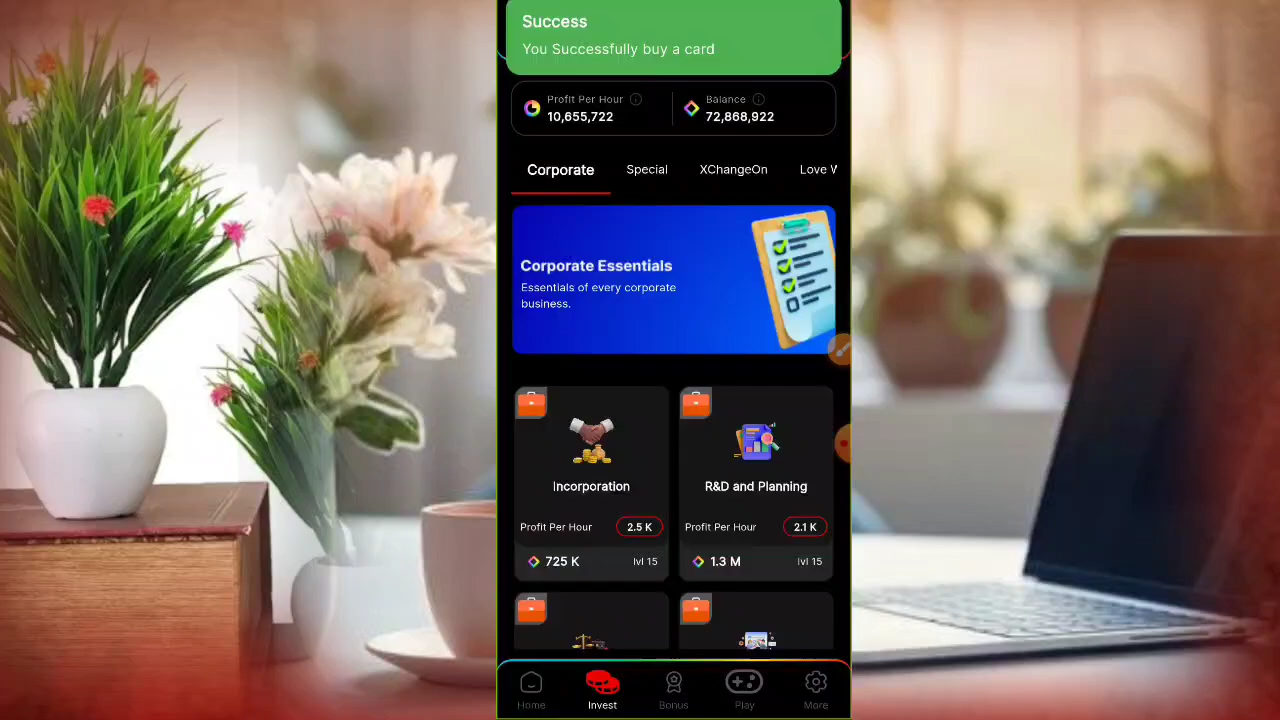 Success
You Successfully buy a card
Profit Per Hour
10,655,722
Balance
72,868,922
Corporate
Special
XChangeOn
Love W
Corporate Essentials
Essentials of every corporate
business.
Incorporation
Profit Per Hour
2.5 K
725 K
lvl 15
R&D and Planning
Profit Per Hour
2.1 K
1.3 M
lvl 15
Home
Invest
Bonus
Play
More